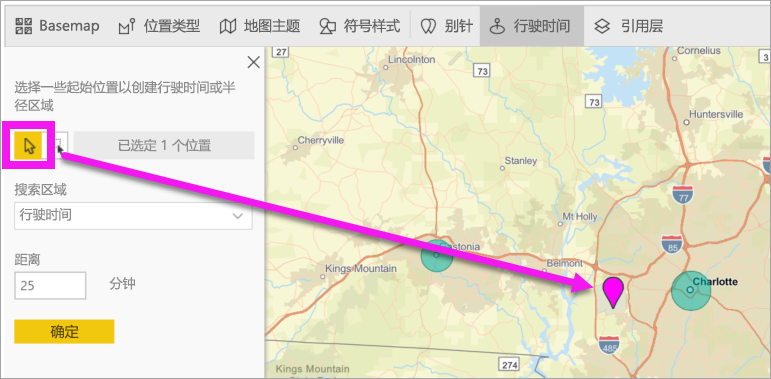 Basemap 位置类型 地图主题 符号样式 别针 行驶时间 引用层
选择一些起始位置以创建行驶时间或半
径区域
已选定 1 个位置
搜索区域
行驶时间
距离
25 分钟
确定
27
Lincolnton
73
Cornelius
73
Huntersville
Cherryville
Stanley
77
Mt Holly
85
Belmont
Kings Mountain
Charlotte
485
274
Kings Mountain